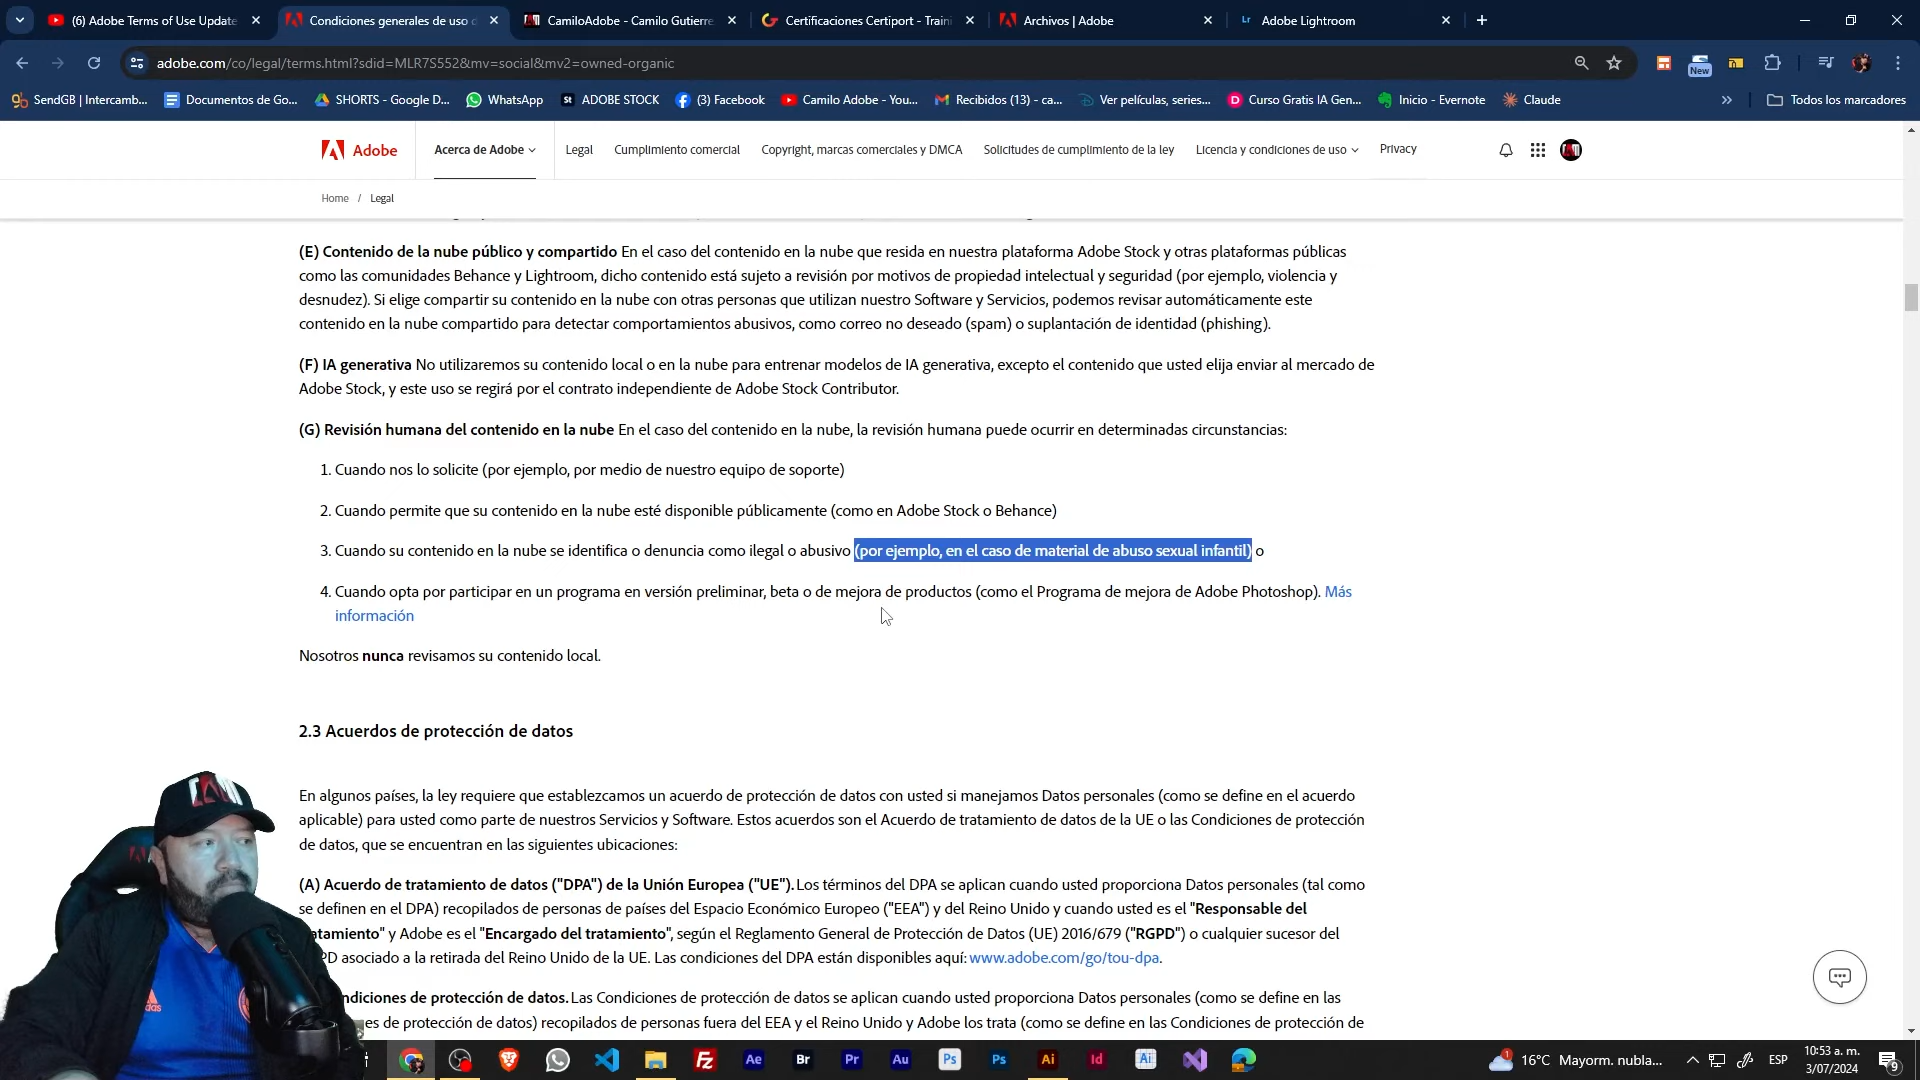 (6) Adobe Terms of Use Update
Condiciones generales de uso d
CamiloAdobe - Camilo Gutierre
Certificaciones Certiport - Traini
Archivos | Adobe
Lr Adobe Lightroom
adobe.com/co/legal/terms.html?sdid=MLR7S552&mv=social&mv2=owned-organic
New
SendGB | Intercamb...
Documentos de Go...
SHORTS - Google D...
WhatsApp
St ADOBE STOCK
(3) Facebook
Camilo Adobe - You...
Recibidos (13) - ca...
Ver películas, series...
Curso Gratis IA Gen...
Inicio - Evernote
Claude
Todos los marcadores
Adobe
Acerca de Adobe
Legal
Cumplimiento comercial
Copyright, marcas comerciales y DMCA
Solicitudes de cumplimiento de la ley
Licencia y condiciones de uso
Privacy
Home / Legal
(E) Contenido de la nube público y compartido En el caso del contenido en la nube que resida en nuestra plataforma Adobe Stock y otras plataformas públicas
como las comunidades Behance y Lightroom, dicho contenido está sujeto a revisión por motivos de propiedad intelectual y seguridad (por ejemplo, violencia y
desnudez). Si elige compartir su contenido en la nube con otras personas que utilizan nuestro Software y Servicios, podemos revisar automáticamente este
contenido en la nube compartido para detectar comportamientos abusivos, como correo no deseado (spam) o suplantación de identidad (phishing).
(F) IA generativa No utilizaremos su contenido local o en la nube para entrenar modelos de IA generativa, excepto el contenido que usted elija enviar al mercado de
Adobe Stock, y este uso se regirá por el contrato independiente de Adobe Stock Contributor.
(G) Revisión humana del contenido en la nube En el caso del contenido en la nube, la revisión humana puede ocurrir en determinadas circunstancias:
1. Cuando nos lo solicite (por ejemplo, por medio de nuestro equipo de soporte)
2. Cuando permite que su contenido en la nube esté disponible públicamente (como en Adobe Stock o Behance)
3. Cuando su contenido en la nube se identifica o denuncia como ilegal o abusivo (por ejemplo, en el caso de material de abuso sexual infantil) o
4. Cuando opta por participar en un programa en versión preliminar, beta o de mejora de productos (como el Programa de mejora de Adobe Photoshop). Más
información
Nosotros nunca revisamos su contenido local.
2.3 Acuerdos de protección de datos
En algunos países, la ley requiere que establezcamos un acuerdo de protección de datos con usted si manejamos Datos personales (como se define en el acuerdo
aplicable) para usted como parte de nuestros Servicios y Software. Estos acuerdos son el Acuerdo de tratamiento de datos de la UE o las Condiciones de protección
de datos, que se encuentran en las siguientes ubicaciones:
(A) Acuerdo de tratamiento de datos ("DPA") de la Unión Europea ("UE"). Los términos del DPA se aplican cuando usted proporciona Datos personales (tal como
se definen en el DPA) recopilados de personas de países del Espacio Económico Europeo ("EEA") y del Reino Unido y cuando usted es el "Responsable del
atamiento" y Adobe es el "Encargado del tratamiento", según el Reglamento General de Protección de Datos (UE) 2016/679 ("RGPD") o cualquier sucesor del
PD asociado a la retirada del Reino Unido de la UE. Las condiciones del DPA están disponibles aquí: www.adobe.com/go/tou-dpa.
ndiciones de protección de datos. Las Condiciones de protección de datos se aplican cuando usted proporciona Datos personales (como se define en las
es de protección de datos) recopilados de personas fuera del EEA y el Reino Unido y Adobe los trata (como se define en las Condiciones de protección de
adidas
Ae
Br
Pr
Au
Ps
Ps
Ai
Id
Ai
1
16°C Mayorm. nubla...
ESP
10:53 a. m.
3/07/2024
9